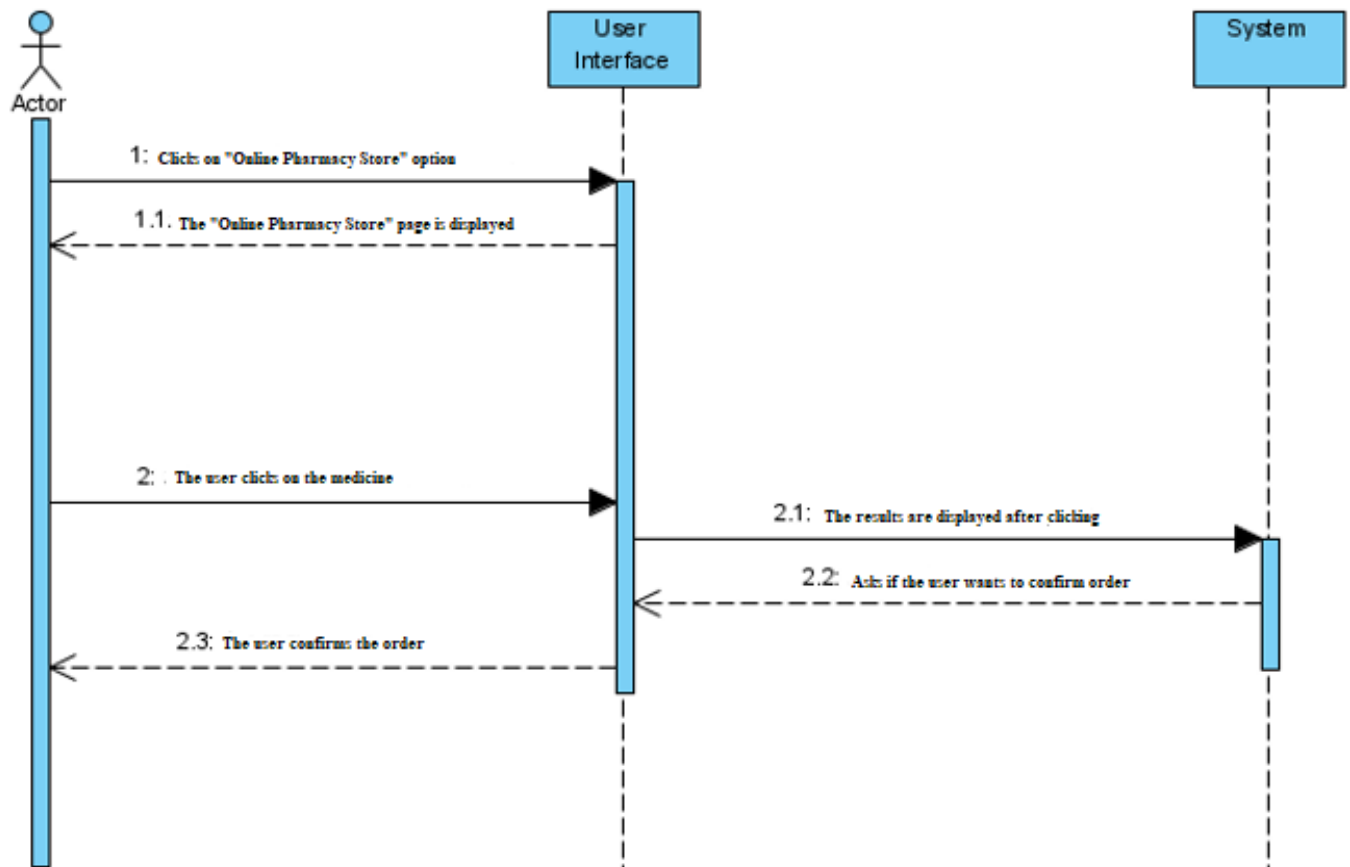 User
Interface
System
Actor
1: Clicks on "Online Pharmacy Store" option
1.1. The "Online Pharmacy Store" page is displayed
2: The user clicks on the medicine
2.1: The results are displayed after clicking
2.2: Asks if the user wants to confirm order
2.3: The user confirms the order